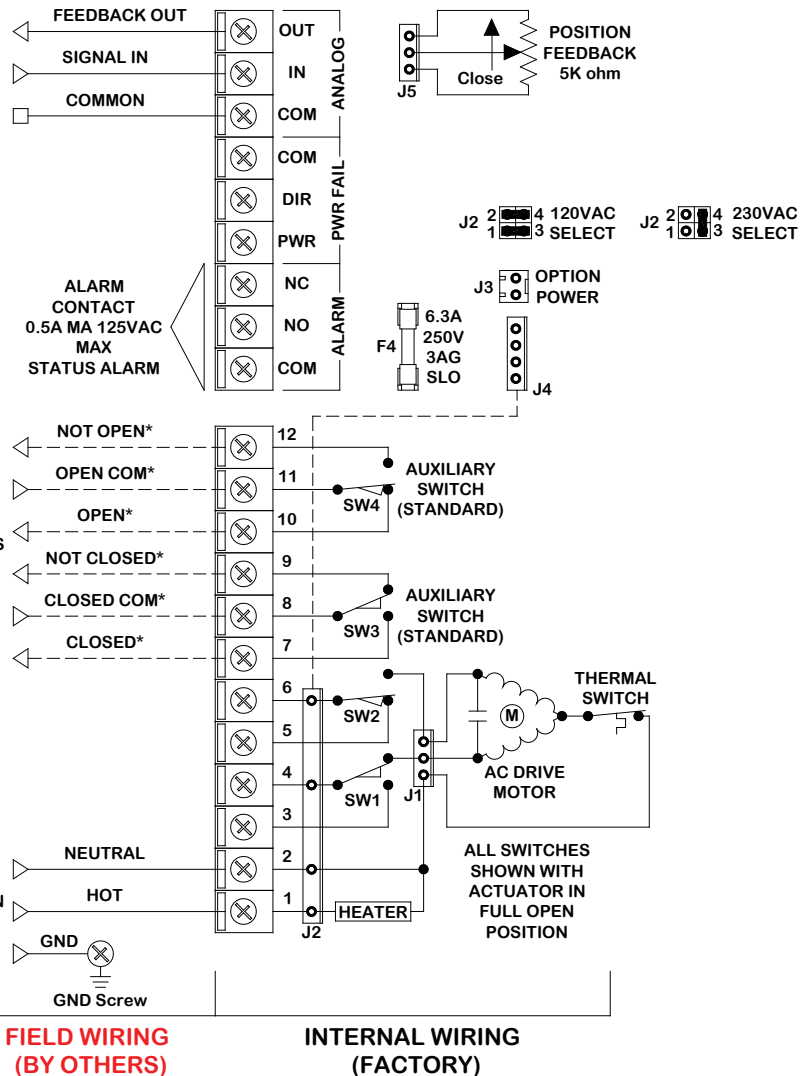 FEEDBACK OUT
OUT
SIGNAL IN
IN
COMMON
COM
ANALOG
COM
DIR
PWR
PWR FAIL
NC
NO
COM
ALARM
ALARM
CONTACT
0.5A MA 125VAC
MAX
STATUS ALARM
J5
Close
POSITION
FEEDBACK
5K ohm
J2
2
4
120VAC
1
3
SELECT
J2
2
4
230VAC
1
3
SELECT
J3
OPTION
POWER
F4
6.3A
250V
3AG
SLO
J4
NOT OPEN*
12
OPEN COM*
11
OPEN*
10
S
NOT CLOSED*
9
CLOSED COM*
8
CLOSED*
7
6
5
4
3
NEUTRAL
2
N
HOT
1
GND
GND Screw
SW4
AUXILIARY
SWITCH
(STANDARD)
SW3
AUXILIARY
SWITCH
(STANDARD)
SW2
SW1
J1
M
AC DRIVE
MOTOR
THERMAL
SWITCH
HEATER
J2
ALL SWITCHES
SHOWN WITH
ACTUATOR IN
FULL OPEN
POSITION
FIELD WIRING
(BY OTHERS)
INTERNAL WIRING
(FACTORY)